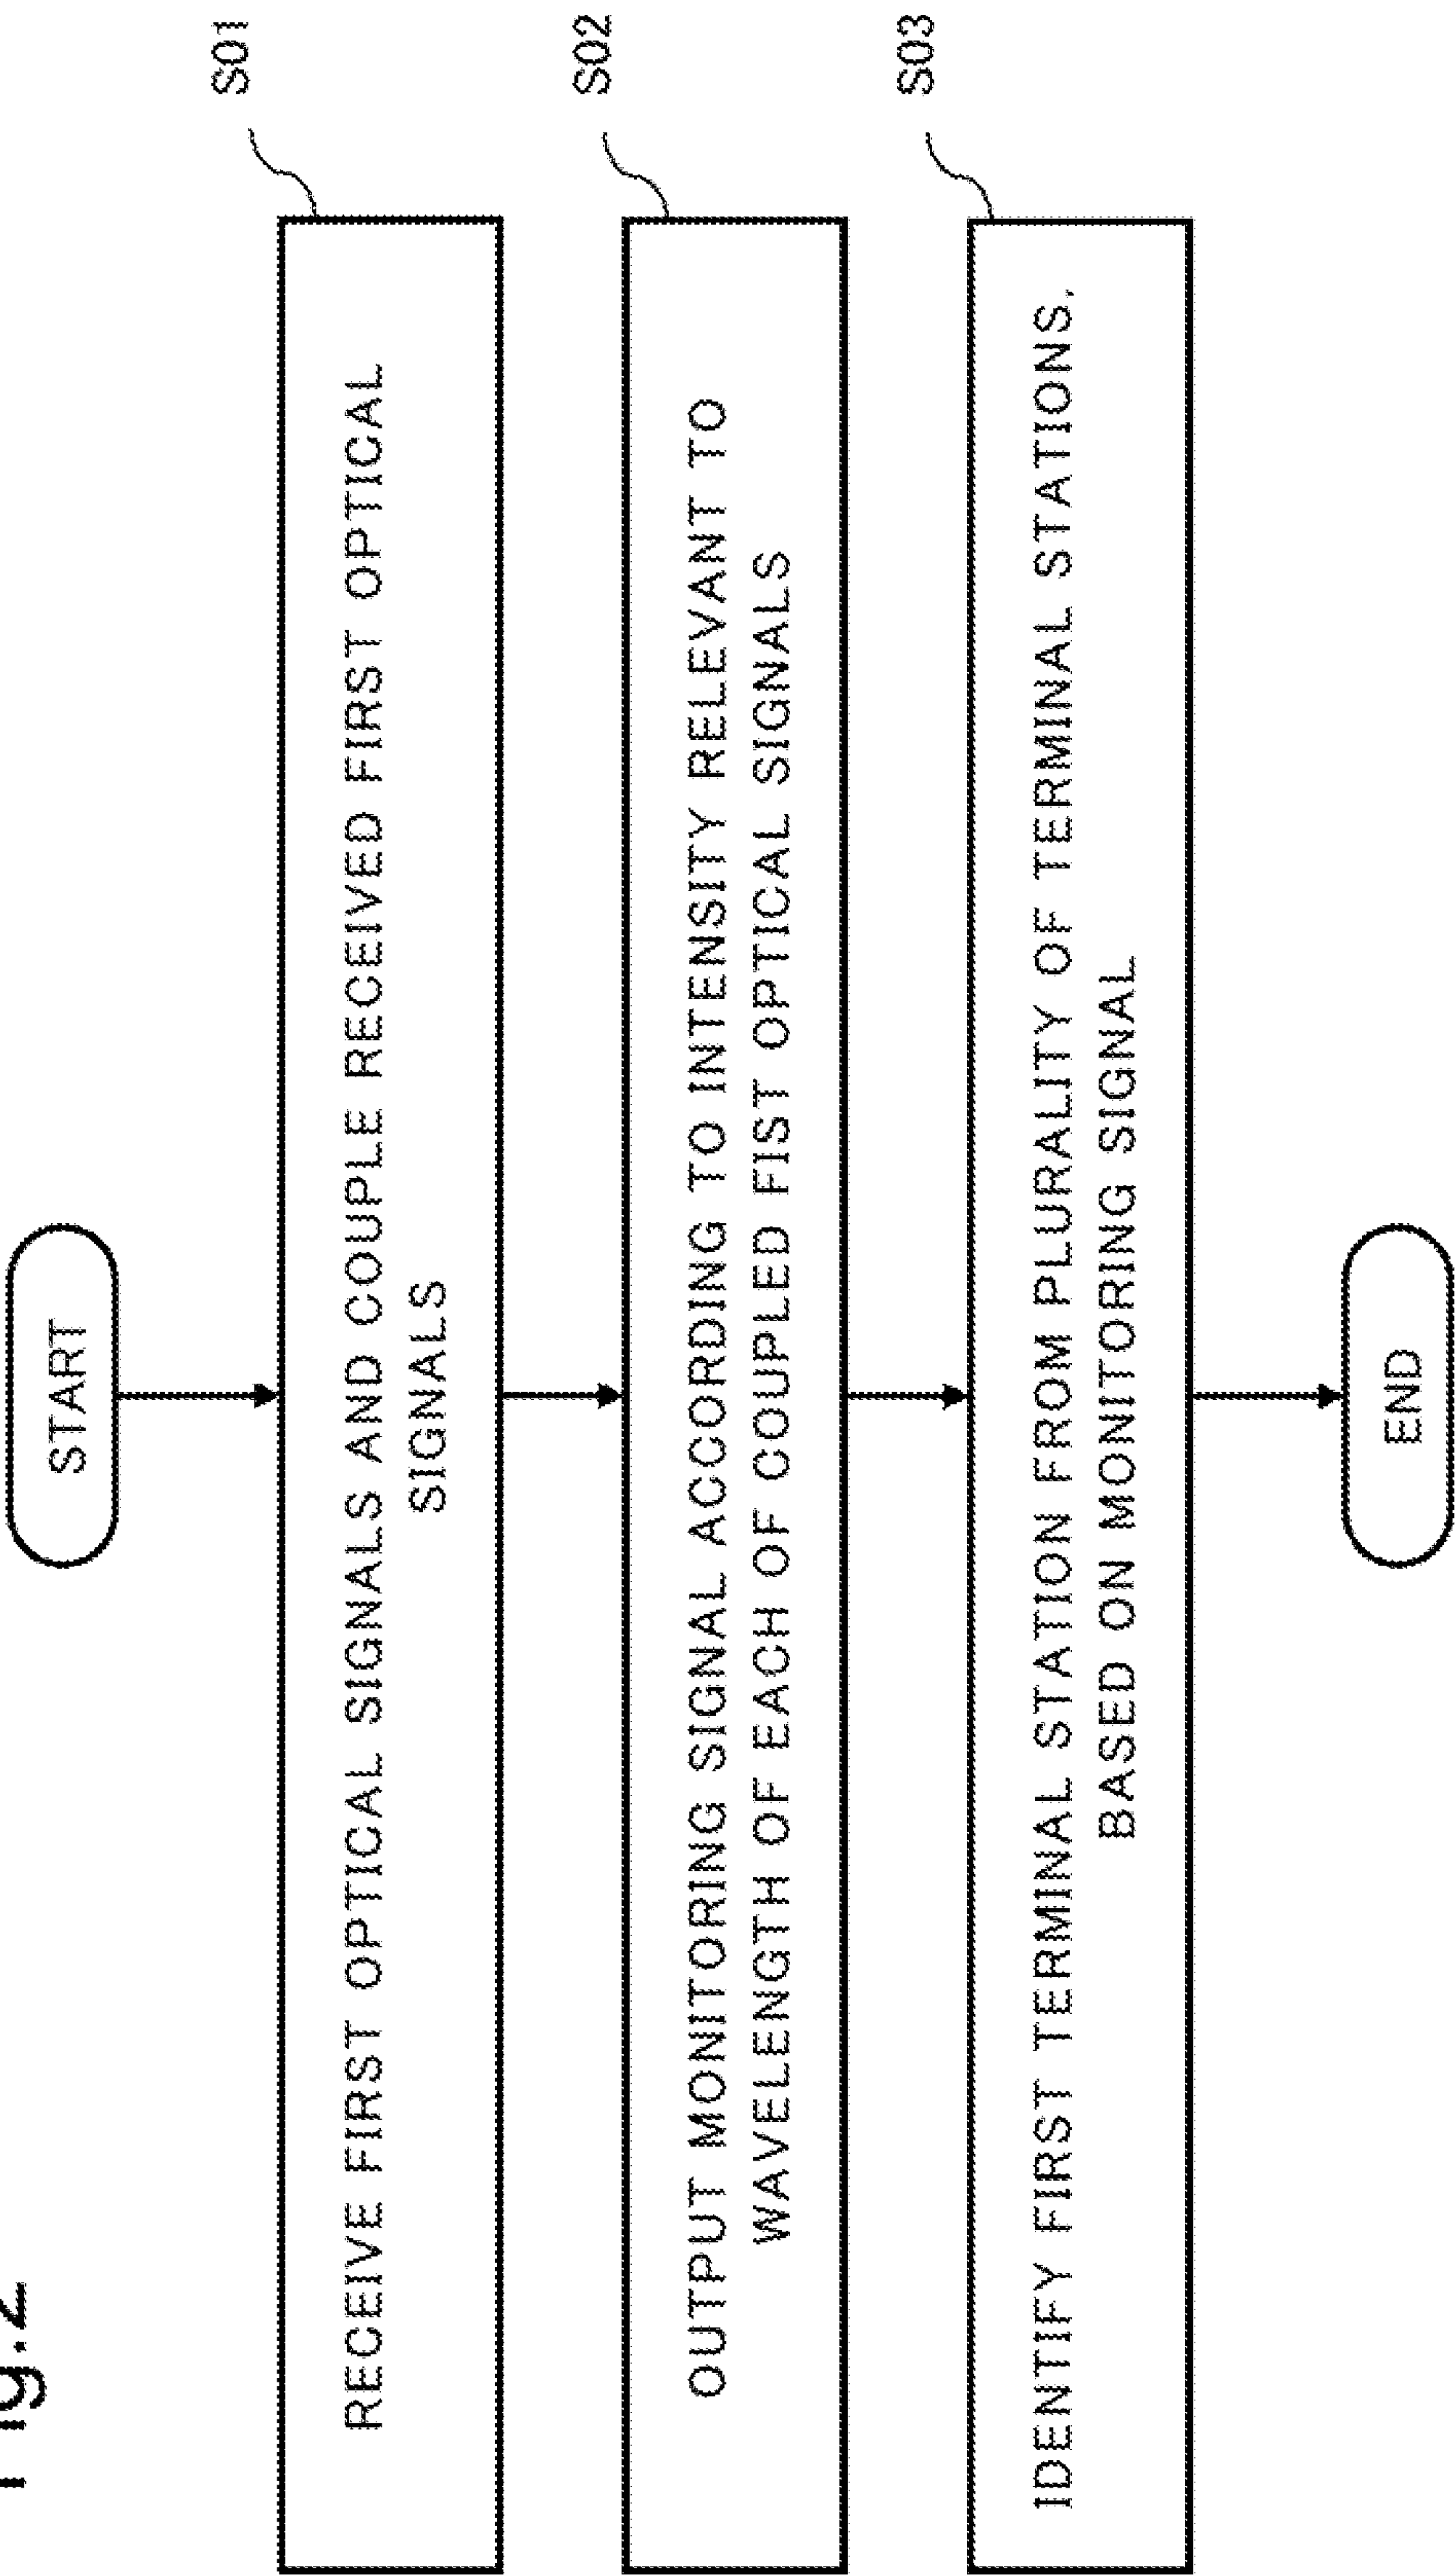 Fig.2
START
S01
RECEIVE FIRST OPTICAL SIGNALS AND COUPLE RECEIVED FIRST OPTICAL
SIGNALS
S02
OUTPUT MONITORING SIGNAL ACCORDING TO INTENSITY RELEVANT TO
WAVELENGTH OF EACH OF COUPLED FIST OPTICAL SIGNALS
S03
IDENTIFY FIRST TERMINAL STATION FROM PLURALITY OF TERMINAL STATIONS,
BASED ON MONITORING SIGNAL
END